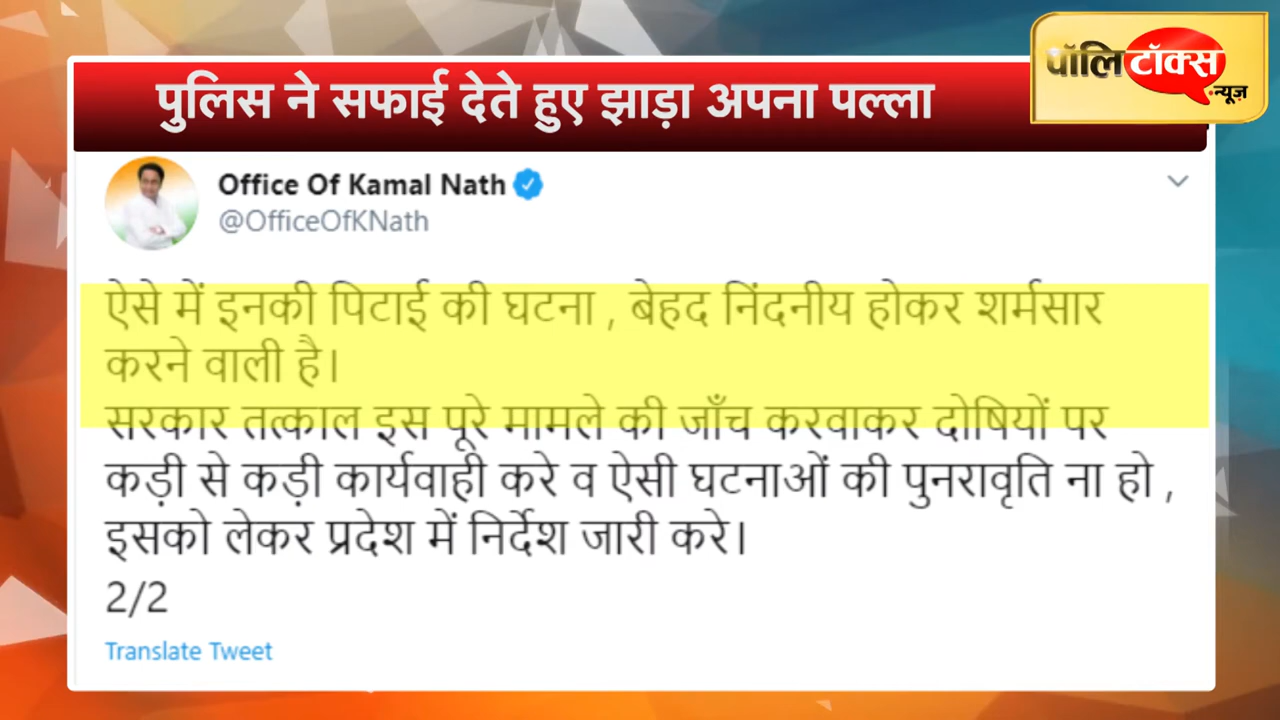 पॉलिटॉक्स
न्यूज़
पुलिस ने सफाई देते हुए झाड़ा अपना पल्ला
Office Of Kamal Nath
@OfficeOfKNath
ऐसे में इनकी पिटाई की घटना , बेहद निंदनीय होकर शर्मसार
करने वाली है।
सरकार तत्काल इस पूरे मामले की जाँच करवाकर दोषियों पर
कड़ी से कड़ी कार्यवाही करे व ऐसी घटनाओं की पुनरावृति ना हो ,
इसको लेकर प्रदेश में निर्देश जारी करे।
2/2
Translate Tweet